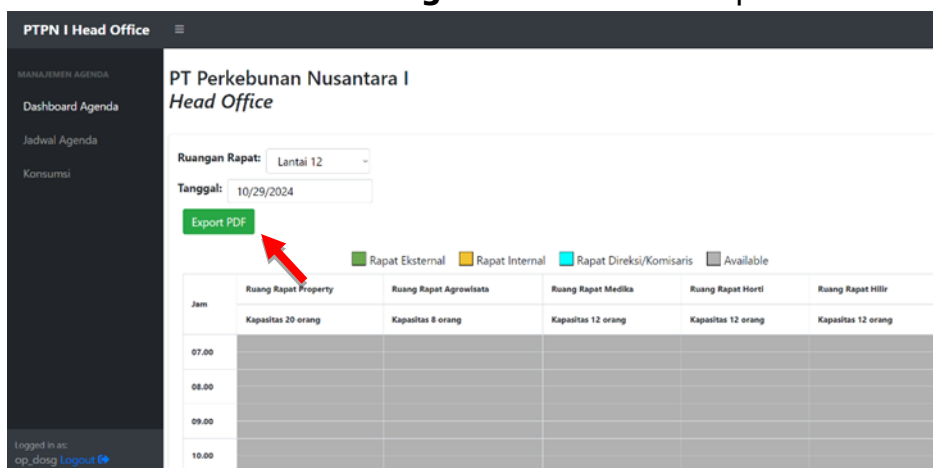 PTPN I Head Office
MANAJEMEN AGENDA
Dashboard Agenda
Jadwal Agenda
Konsumsi
PT Perkebunan Nusantara I
Head Office
Ruangan Rapat: Lantai 12
Tanggal: 10/29/2024
Export PDF
Rapat Eksternal Rapat Internal Rapat Direksi/Komisaris Available
Jam Ruang Rapat Property Ruang Rapat Agrowisata Ruang Rapat Medika Ruang Rapat Horti Ruang Rapat Hilir
Kapasitas 20 orang Kapasitas 8 orang Kapasitas 12 orang Kapasitas 12 orang Kapasitas 12 orang
07.00
08.00
09.00
10.00
Logged in as:
op_dosg Logout